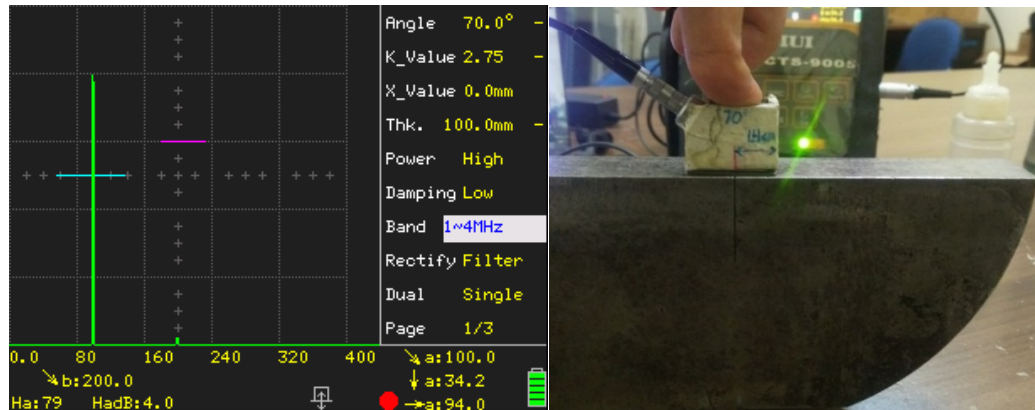 Angle 70.0° -
K_Value 2.75 -
X_Value 0.0mm
Thk. 100.0mm -
Power High
Damping Low
Band 1~4MHz
Rectify Filter
Dual Single
Page 1/3
0.0 80 160 240 320 400
↘a:100.0
↘b:200.0
↓a:34.2
Ha:79 HadB:4.0
→a:94.0
IUI
CTS-9005
70°